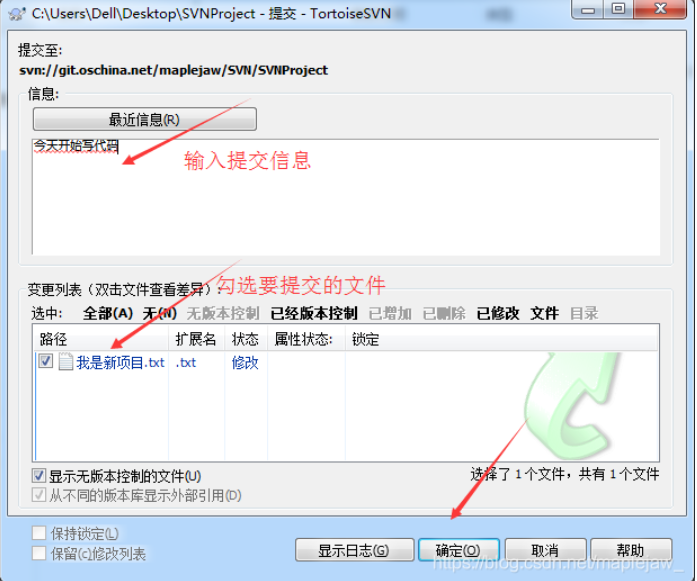 C:\Users\Dell\Desktop\SVNProject - 提交 - TortoiseSVN
提交至:
svn://git.oschina.net/maplejaw/SVN/SVNProject
信息:
最近信息(R)
今天开始写代码
输入提交信息
勾选要提交的文件
变更列表（双击文件查看差异）:
选中: 全部(A) 无(N) 无版本控制 已经版本控制 已增加 已删除 已修改 文件 目录
路径 扩展名 状态 属性状态: 锁定
我是新项目.txt .txt 修改
显示无版本控制的文件(U) 选择了 1 个文件，共有 1 个文件
从不同的版本库显示外部引用(D)
保持锁定(L)
保留(c)修改列表
显示日志(G) 确定(O) 取消 帮助
https://blog.csdn.net/maplejaw_